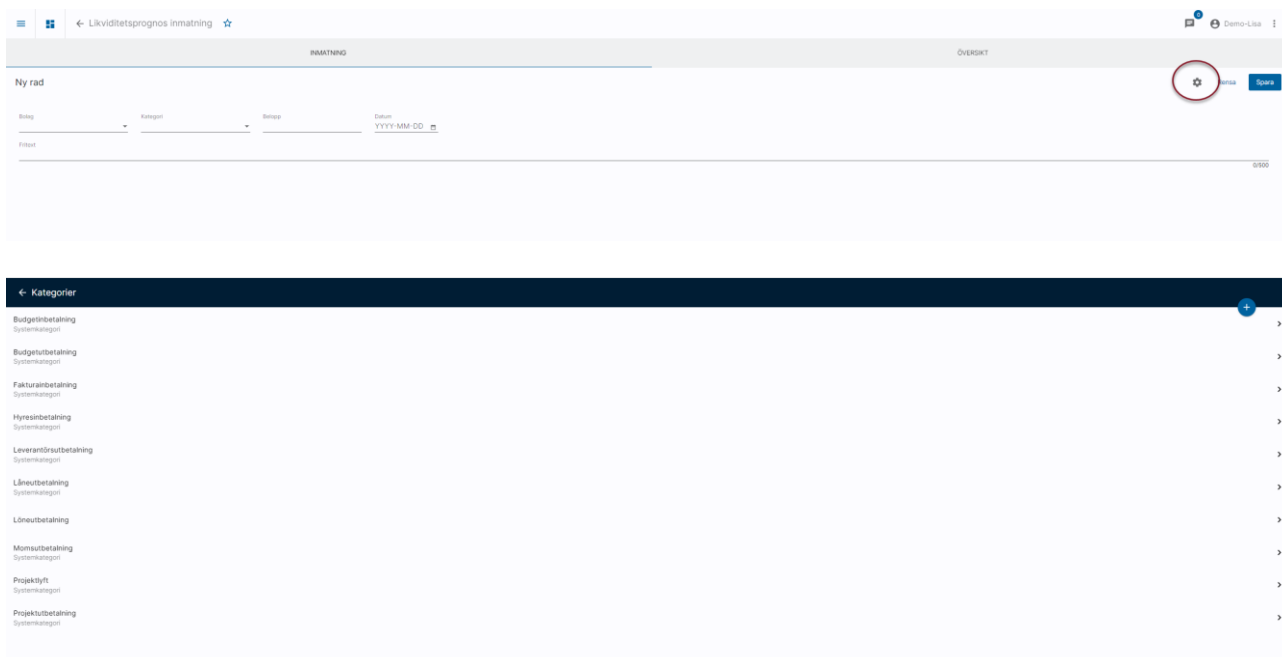 Likviditetsprognos inmatning
0
Demo-Lisa
INMATNING
ÖVERSIKT
Ny rad
Spara
Bolag
Kategori
Belopp
Datum
YYYY-MM-DD
Fritext
0/500
Kategorier
+
Budgetinbetalning
Systemkategori
Budgetutbetalning
Systemkategori
Fakturainbetalning
Systemkategori
Hyresinbetalning
Systemkategori
Leverantörsutbetalning
Systemkategori
Låneutbetalning
Systemkategori
Löneutbetalning
Momsutbetalning
Systemkategori
Projektlyft
Systemkategori
Projektutbetalning
Systemkategori